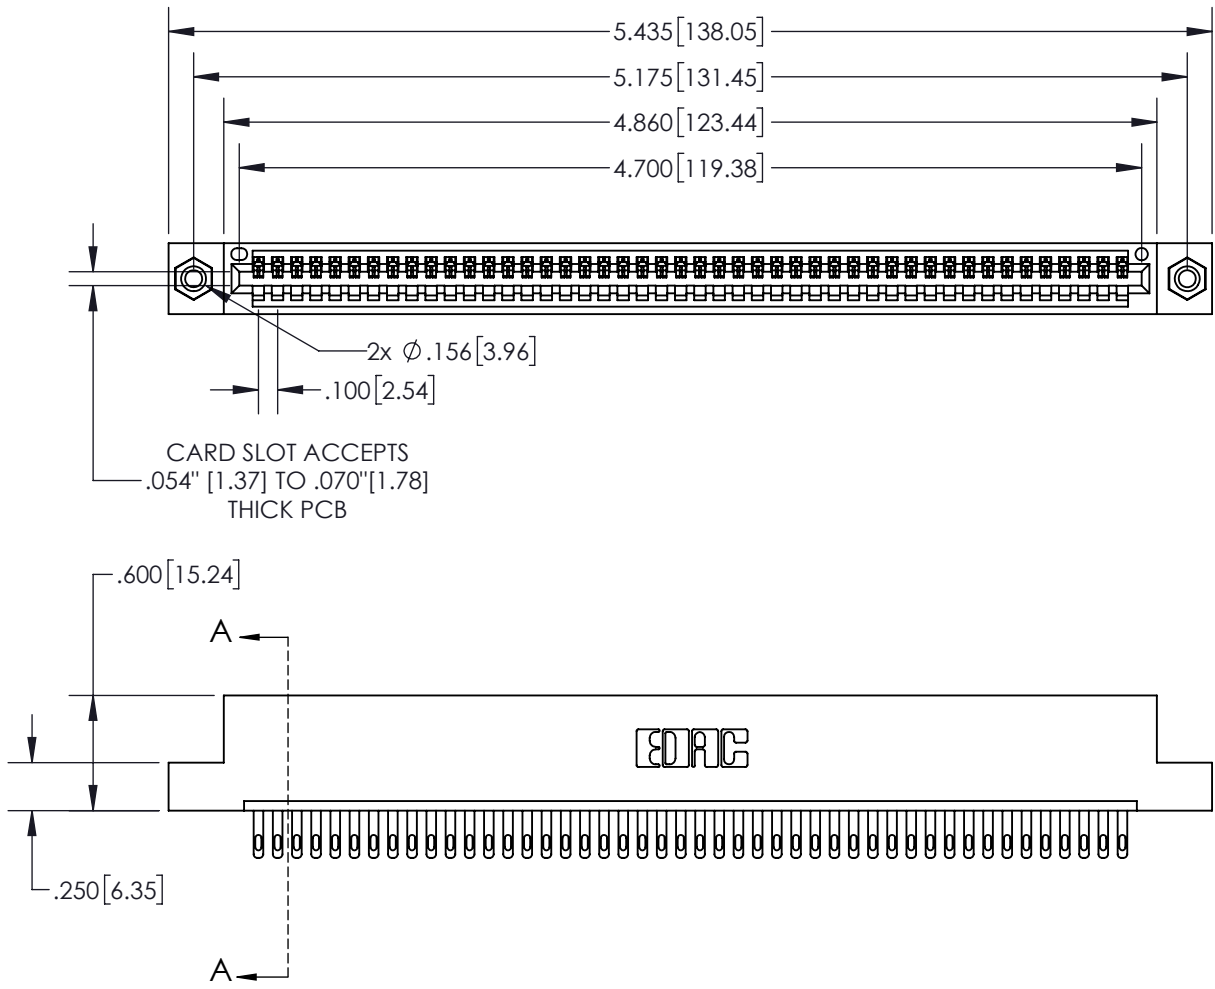 5.435[138.05]
5.175[131.45]
4.860[123.44]
4.700[119.38]
2x ∅.156[3.96]
.100[2.54]
CARD SLOT ACCEPTS
.054" [1.37] TO .070"[1.78]
THICK PCB
.600[15.24]
A
EDAC
.250[6.35]
A